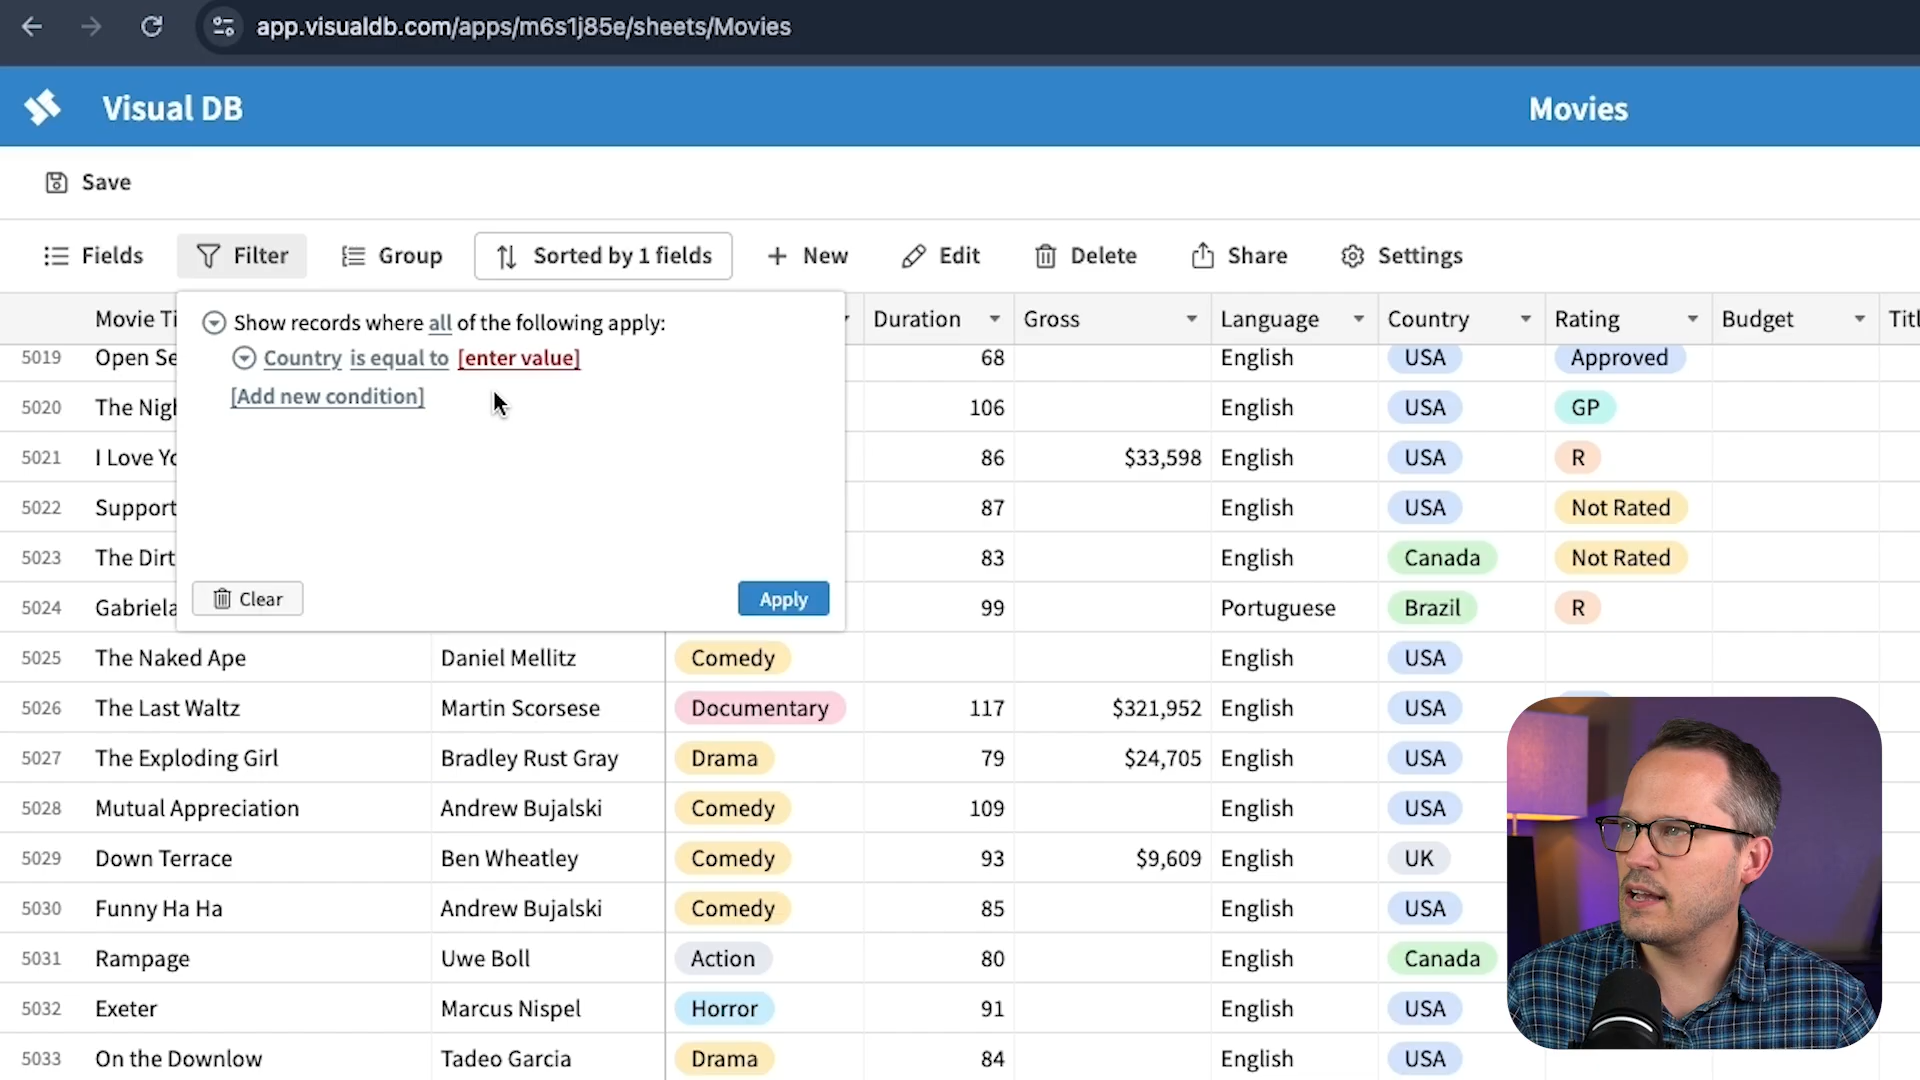 app.visualdb.com/apps/m6s1j85e/sheets/Movies
Visual DB
Movies
Save
Fields
Filter
Group
Sorted by 1 fields
New
Edit
Delete
Share
Settings
Show records where all of the following apply:
Country is equal to [enter value]
[Add new condition]
Clear
Apply
Movie Ti Duration Gross Language Country Rating Budget Titl
5019 Open Se 68 English USA Approved
5020 The Nigh 106 English USA GP
5021 I Love Yo 86 $33,598 English USA R
5022 Support 87 English USA Not Rated
5023 The Dirt 83 English Canada Not Rated
5024 Gabriela 99 Portuguese Brazil R
5025 The Naked Ape Daniel Mellitz Comedy English USA
5026 The Last Waltz Martin Scorsese Documentary 117 $321,952 English USA
5027 The Exploding Girl Bradley Rust Gray Drama 79 $24,705 English USA
5028 Mutual Appreciation Andrew Bujalski Comedy 109 English USA
5029 Down Terrace Ben Wheatley Comedy 93 $9,609 English UK
5030 Funny Ha Ha Andrew Bujalski Comedy 85 English USA
5031 Rampage Uwe Boll Action 80 English Canada
5032 Exeter Marcus Nispel Horror 91 English USA
5033 On the Downlow Tadeo Garcia Drama 84 English USA